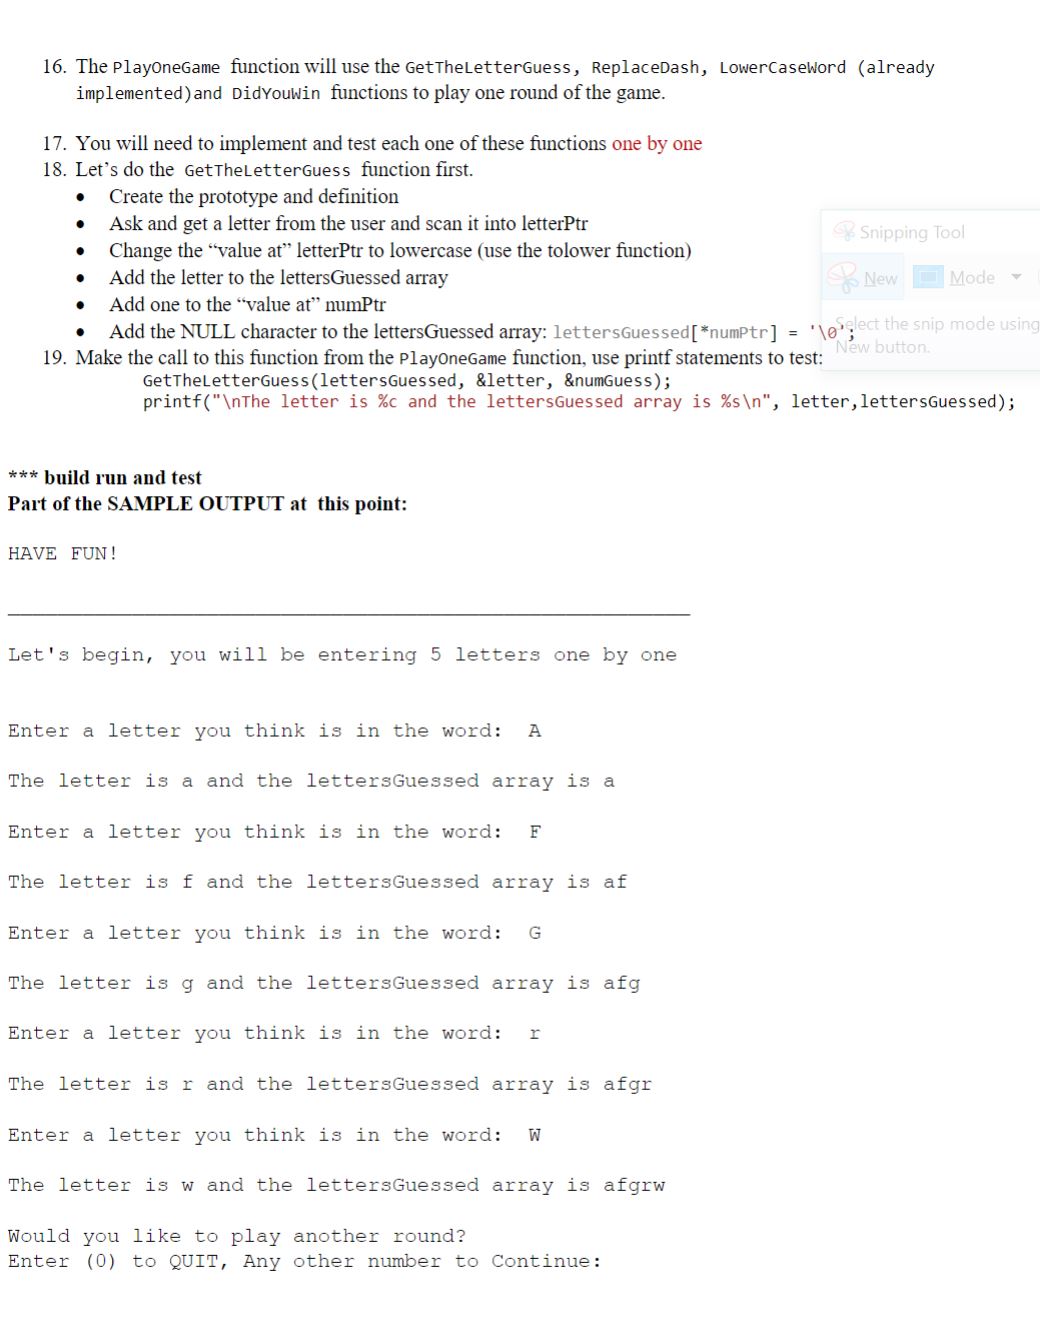 16. The PlayOneGame function will use the GetTheLetterGuess, ReplaceDash, LowerCaseWord (already
implemented)and DidYouWin functions to play one round of the game.
17. You will need to implement and test each one of these functions one by one
18. Let's do the GetTheLetterGuess function first.
• Create the prototype and definition
• Ask and get a letter from the user and scan it into letterPtr
• Change the “value at” letterPtr to lowercase (use the tolower function)
• Add the letter to the lettersGuessed array
• Add one to the “value at” numPtr
• Add the NULL character to the lettersGuessed array: lettersGuessed[*numPtr] = '\0';
19. Make the call to this function from the PlayOneGame function, use printf statements to test:
GetTheLetterGuess(lettersGuessed, &letter, &numGuess);
printf("\nThe letter is %c and the lettersGuessed array is %s\n", letter,lettersGuessed);
Snipping Tool
New Mode
Select the snip mode using
New button.
*** build run and test
Part of the SAMPLE OUTPUT at this point:
HAVE FUN!
Let's begin, you will be entering 5 letters one by one
Enter a letter you think is in the word: A
The letter is a and the lettersGuessed array is a
Enter a letter you think is in the word: F
The letter is f and the lettersGuessed array is af
Enter a letter you think is in the word: G
The letter is g and the lettersGuessed array is afg
Enter a letter you think is in the word: r
The letter is r and the lettersGuessed array is afgr
Enter a letter you think is in the word: W
The letter is w and the lettersGuessed array is afgrw
Would you like to play another round?
Enter (0) to QUIT, Any other number to Continue: